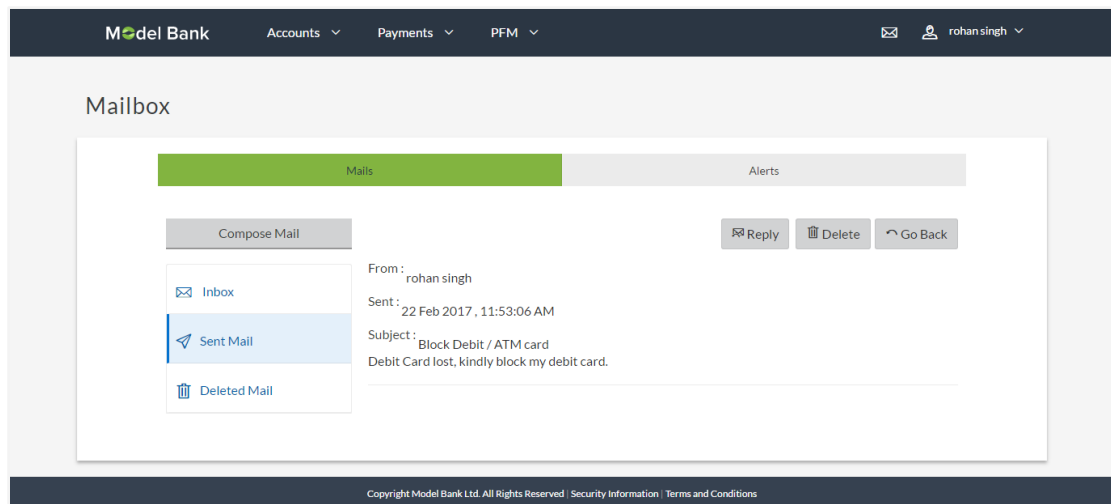 Model Bank Accounts Payments PFM rohan singh
Mailbox
Mails Alerts
Compose Mail Reply Delete Go Back
From : rohan singh
Inbox
Sent : 22 Feb 2017 , 11:53:06 AM
Sent Mail
Subject : Block Debit / ATM card
Debit Card lost, kindly block my debit card.
Deleted Mail
Copyright Model Bank Ltd. All Rights Reserved | Security Information | Terms and Conditions